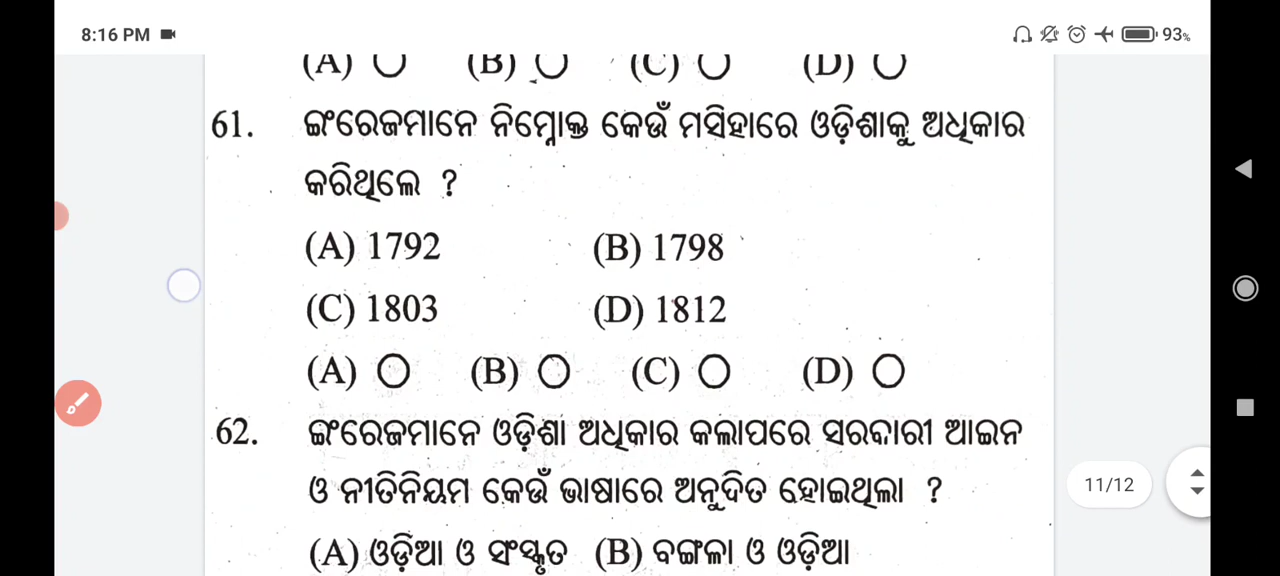 8:16 PM
93%
(A) (B) (C) (D)
61. ଇଂରେଜମାନେ ନିମ୍ନୋକ୍ତ କେଉଁ ମସିହାରେ ଓଡ଼ିଶାକୁ ଅଧିକାର
କରିଥିଲେ ?
(A) 1792 (B) 1798
(C) 1803 (D) 1812
(A) (B) (C) (D)
62. ଇଂରେଜମାନେ ଓଡ଼ିଶା ଅଧିକାର କଲାପରେ ସରକାରୀ ଆଇନ
ଓ ନୀତିନିୟମ କେଉଁ ଭାଷାରେ ଅନୁଦିତ ହୋଇଥିଲା ?
11/12
(A) ଓଡ଼ିଆ ଓ ସଂସ୍କୃତ (B) ବଙ୍ଗଳା ଓ ଓଡ଼ିଆ